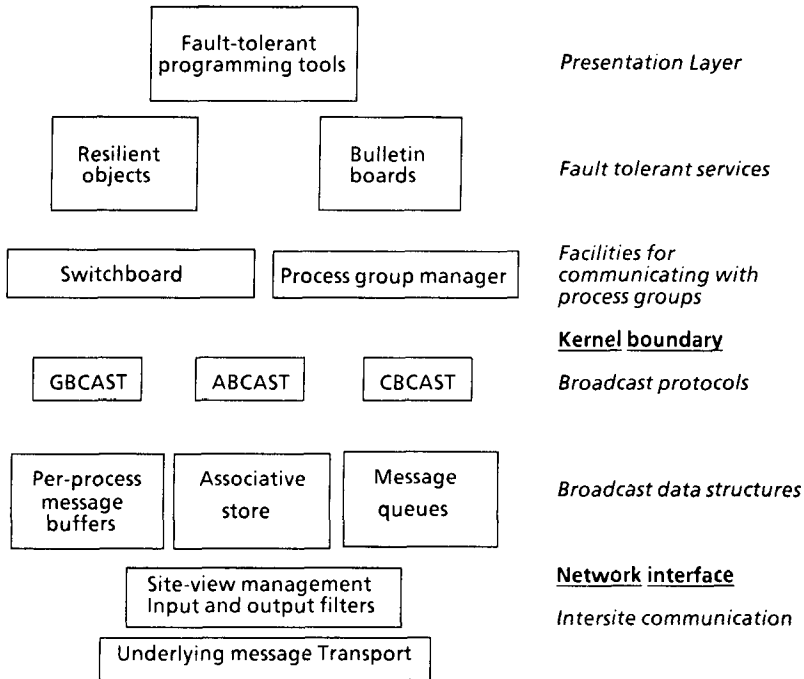 Fault-tolerant
programming tools
Presentation Layer
Resilient
objects
Bulletin
boards
Fault tolerant services
Switchboard
Process group manager
Facilities for
communicating with
process groups
Kernel boundary
GBCAST
ABCAST
CBCAST
Broadcast protocols
Per-process
message
buffers
Associative
store
Message
queues
Broadcast data structures
Site-view management
Input and output filters
Network interface
Intersite communication
Underlying message Transport